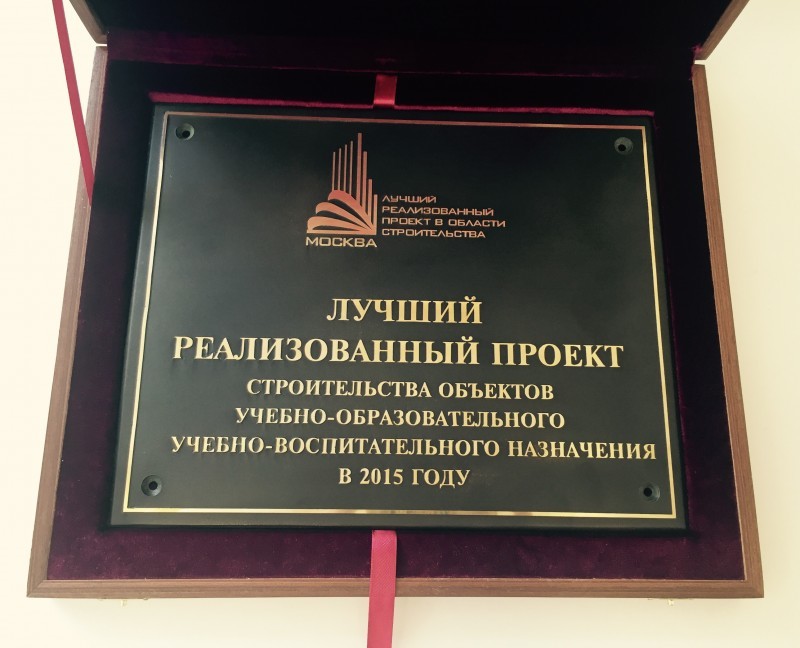 ЛУЧШИЙ
РЕАЛИЗОВАННЫЙ
ПРОЕКТ В ОБЛАСТИ
СТРОИТЕЛЬСТВА
МОСКВА
ЛУЧШИЙ
РЕАЛИЗОВАННЫЙ ПРОЕКТ
СТРОИТЕЛЬСТВА ОБЪЕКТОВ
УЧЕБНО-ОБРАЗОВАТЕЛЬНОГО
УЧЕБНО-ВОСПИТАТЕЛЬНОГО НАЗНАЧЕНИЯ
В 2015 ГОДУ